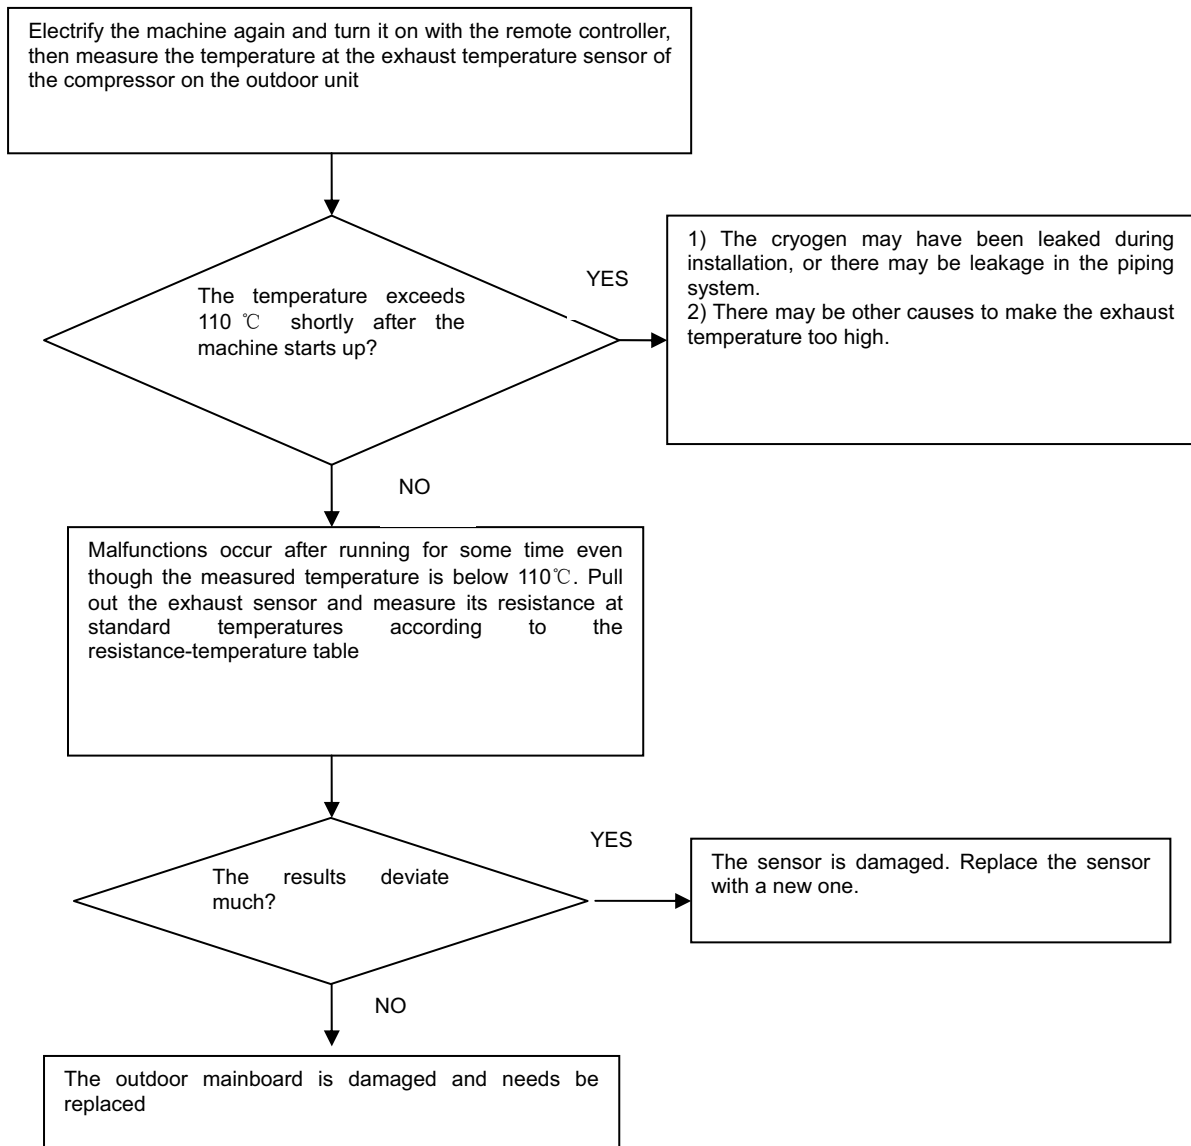 Electrify the machine again and turn it on with the remote controller,
then measure the temperature at the exhaust temperature sensor of
the compressor on the outdoor unit
The temperature exceeds
110 ℃ shortly after the
machine starts up?
YES
1) The cryogen may have been leaked during
installation, or there may be leakage in the piping
system.
2) There may be other causes to make the exhaust
temperature too high.
NO
Malfunctions occur after running for some time even
though the measured temperature is below 110℃. Pull
out the exhaust sensor and measure its resistance at
standard temperatures according to the
resistance-temperature table
The results deviate
much?
YES
The sensor is damaged. Replace the sensor
with a new one.
NO
The outdoor mainboard is damaged and needs be
replaced